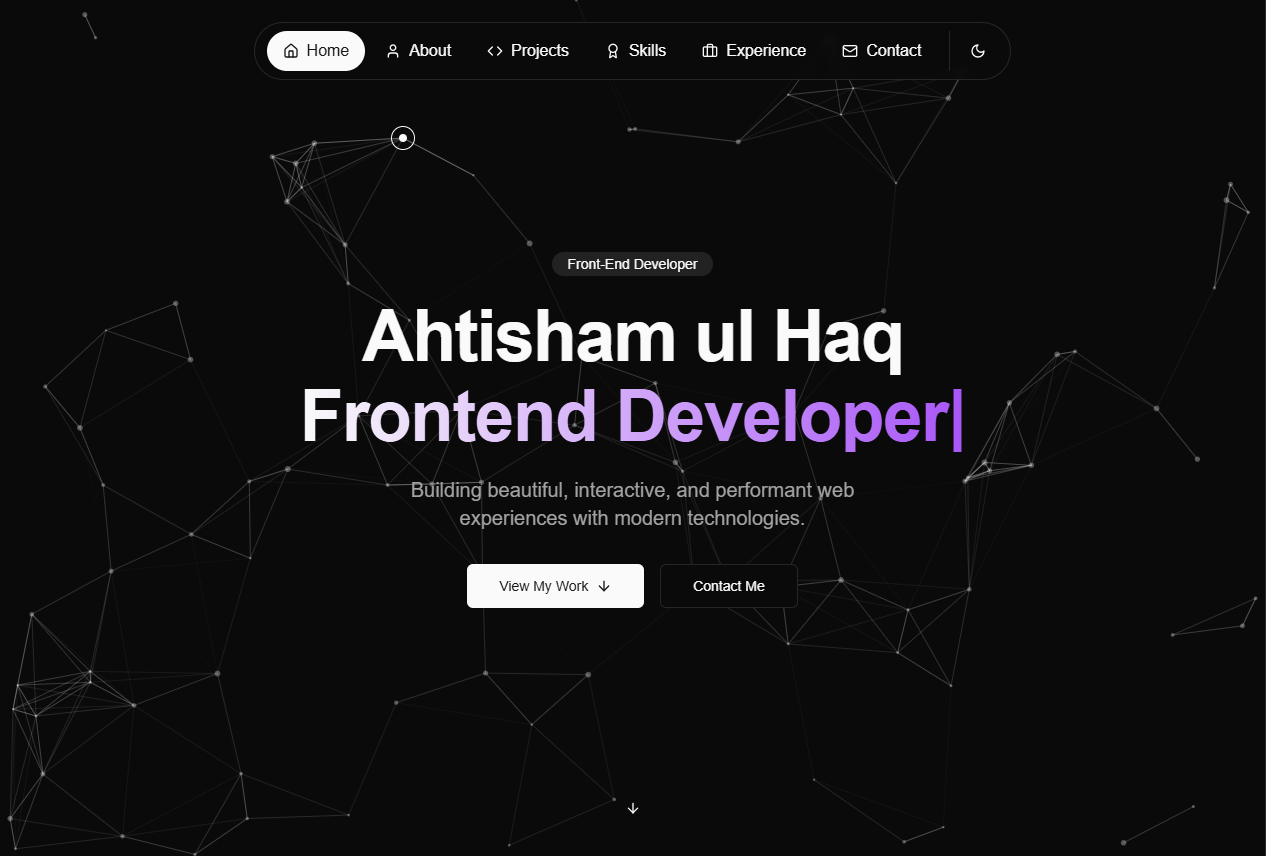 Home About Projects Skills Experience Contact
Front-End Developer
Ahtisham ul Haq
Frontend Developer|
Building beautiful, interactive, and performant web
experiences with modern technologies.
View My Work Contact Me